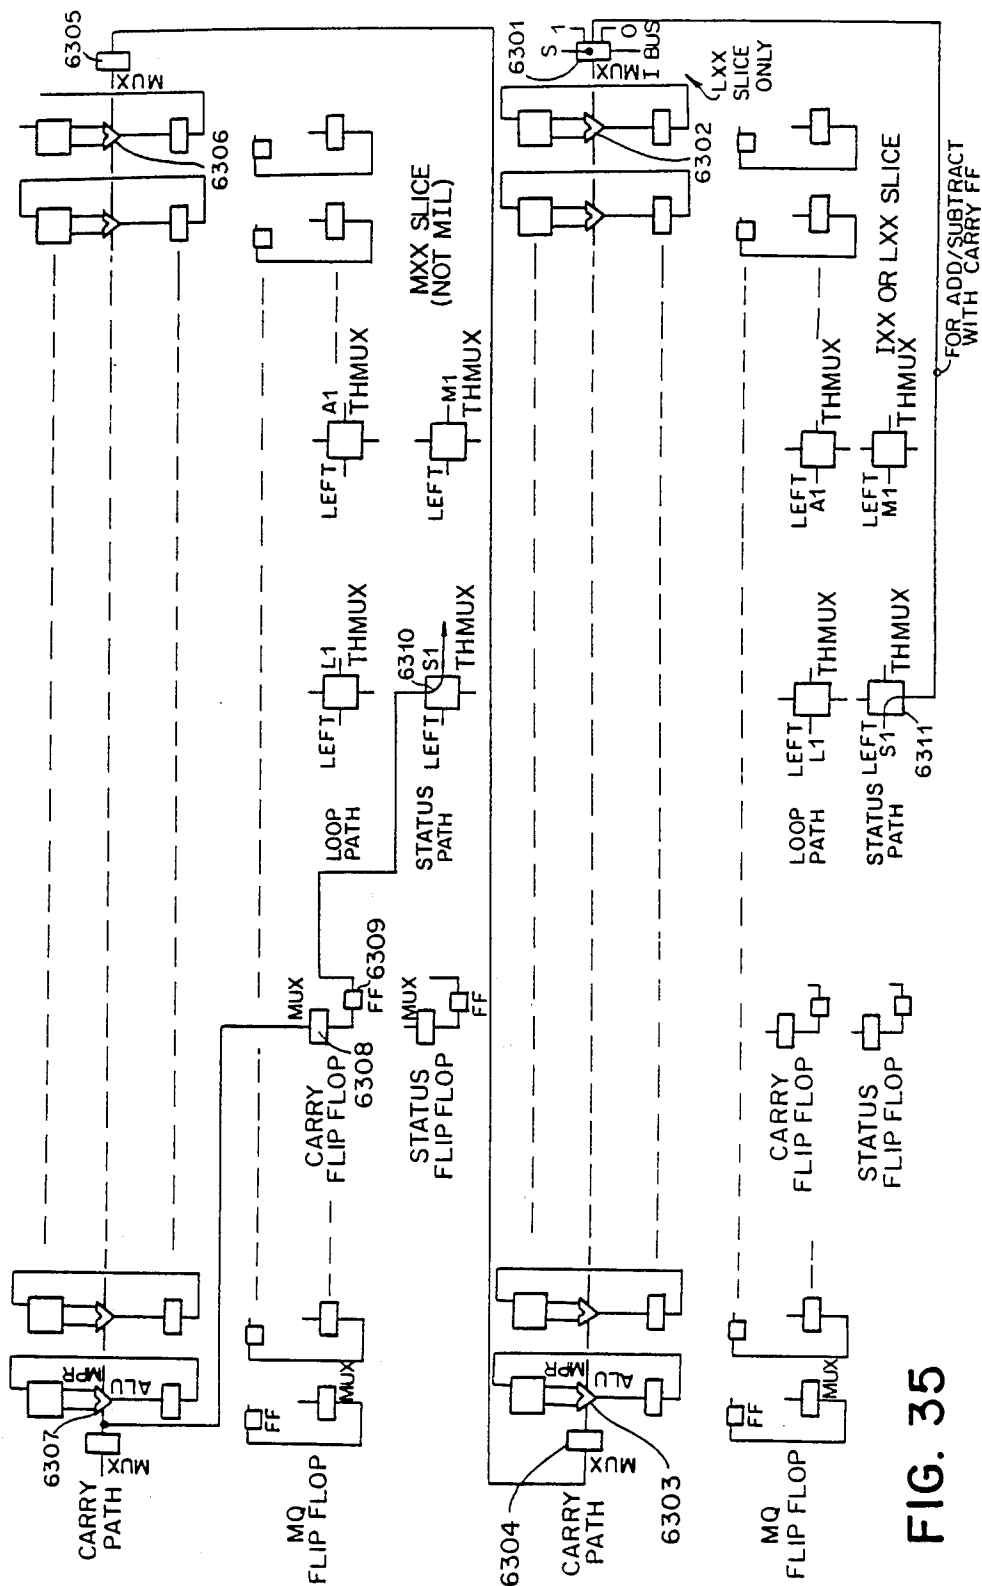 6305
MUX
6306
MXX SLICE
(NOT MIL)
A1
LEFT
THMUX
M1
LEFT
THMUX
L1
LEFT
THMUX
6310
S1
LEFT
THMUX
LOOP
PATH
STATUS
PATH
MUX
6309
FF
6308
CARRY
FLIP FLOP
MUX
FF
STATUS
FLIP FLOP
MPR
ALU
6307
MUX
CARRY
PATH
FF
MUX
MQ
FLIP FLOP
6301
S
1
0
I BUS
MUX
LXX
SLICE
ONLY
6302
IXX OR LXX SLICE
FOR ADD/SUBTRACT
WITH CARRY FF
LEFT
A1
THMUX
LEFT
M1
THMUX
LEFT
L1
THMUX
LEFT
S1
THMUX
6311
LOOP
PATH
STATUS
PATH
CARRY
FLIP FLOP
STATUS
FLIP FLOP
MPR
ALU
6303
MUX
6304
CARRY
PATH
FF
MUX
MQ
FLIP FLOP
FIG. 35